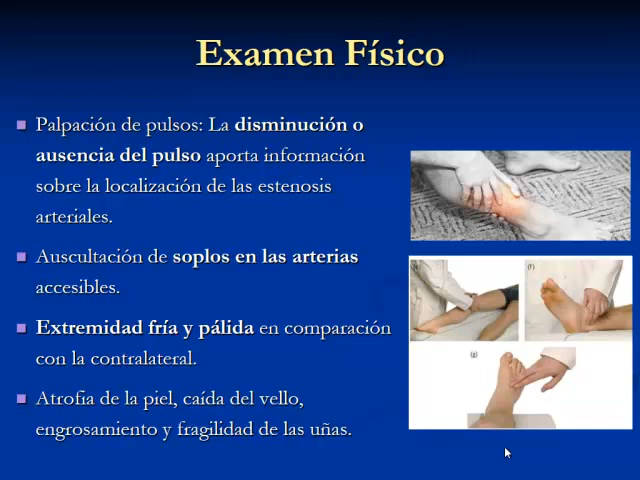 Examen Físico
Palpación de pulsos: La disminución o
ausencia del pulso aporta información
sobre la localización de las estenosis
arteriales.
Auscultación de soplos en las arterias
accesibles.
Extremidad fría y pálida en comparación
con la contralateral.
Atrofia de la piel, caída del vello,
engrosamiento y fragilidad de las uñas.
(f)
(g)